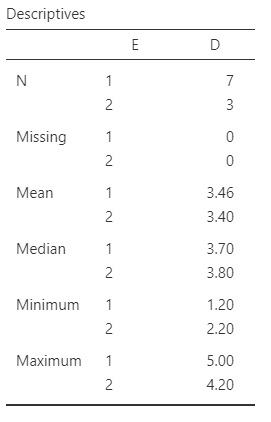 Descriptives
E D
N 1 7
2 3
Missing 1 0
2 0
Mean 1 3.46
2 3.40
Median 1 3.70
2 3.80
Minimum 1 1.20
2 2.20
Maximum 1 5.00
2 4.20